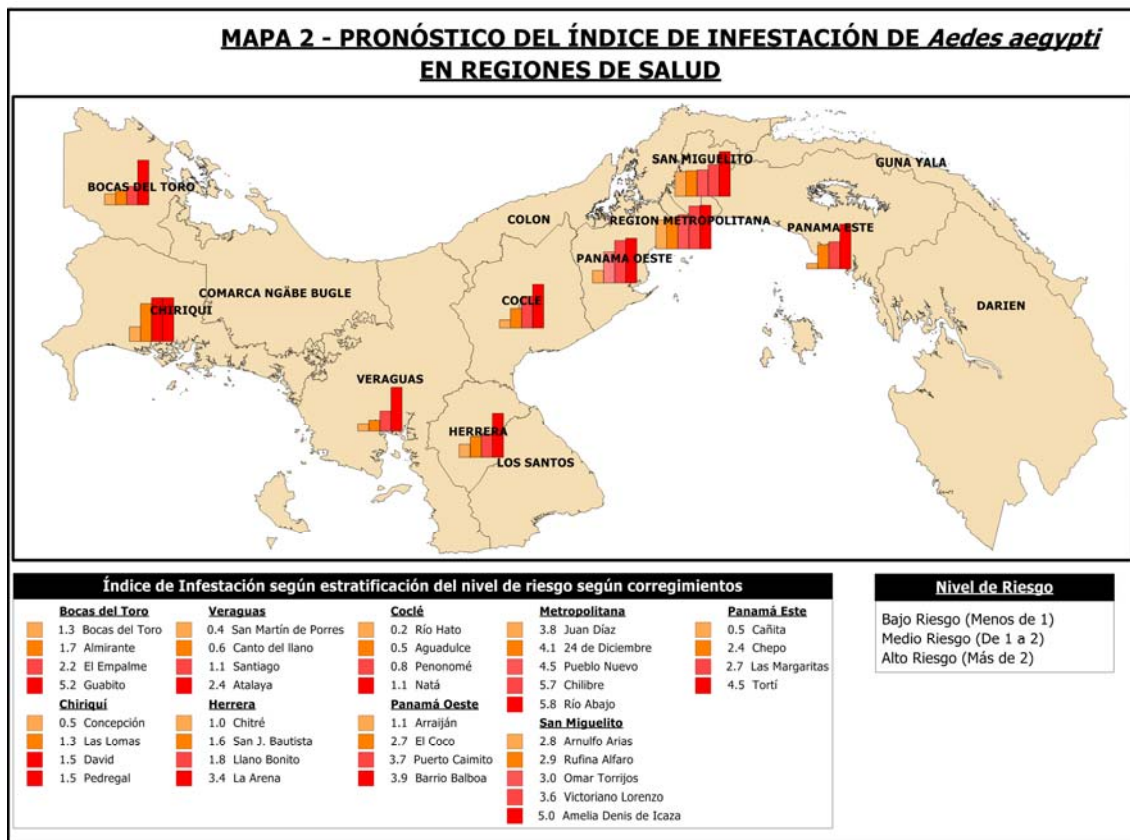 MAPA 2 - PRONÓSTICO DEL ÍNDICE DE INFESTACIÓN DE Aedes aegypti
EN REGIONES DE SALUD
BOCAS DEL TORO
SAN MIGUELITO
GUNA YALA
COLON
REGION METROPOLITANA
PANAMA ESTE
PANAMA OESTE
COMARCA NGÄBE BUGLE
CHIRIQUI
COCLE
DARIEN
VERAGUAS
HERRERA
LOS SANTOS
Índice de Infestación según estratificación del nivel de riesgo según corregimientos
Bocas del Toro
1.3 Bocas del Toro
1.7 Almirante
2.2 El Empalme
5.2 Guabito
Chiriquí
0.5 Concepción
1.3 Las Lomas
1.5 David
1.5 Pedregal
Veraguas
0.4 San Martín de Porres
0.6 Canto del llano
1.1 Santiago
2.4 Atalaya
Herrera
1.0 Chitré
1.6 San J. Bautista
1.8 Llano Bonito
3.4 La Arena
Coclé
0.2 Río Hato
0.5 Aguadulce
0.8 Penonomé
1.1 Natá
Panamá Oeste
1.1 Arraiján
2.7 El Coco
3.7 Puerto Caimito
3.9 Barrio Balboa
Metropolitana
3.8 Juan Díaz
4.1 24 de Diciembre
4.5 Pueblo Nuevo
5.7 Chilibre
5.8 Río Abajo
San Miguelito
2.8 Arnulfo Arias
2.9 Rufina Alfaro
3.0 Omar Torrijos
3.6 Victoriano Lorenzo
5.0 Amelia Denis de Icaza
Panamá Este
0.5 Cañita
2.4 Chepo
2.7 Las Margaritas
4.5 Tortí
Nivel de Riesgo
Bajo Riesgo (Menos de 1)
Medio Riesgo (De 1 a 2)
Alto Riesgo (Más de 2)